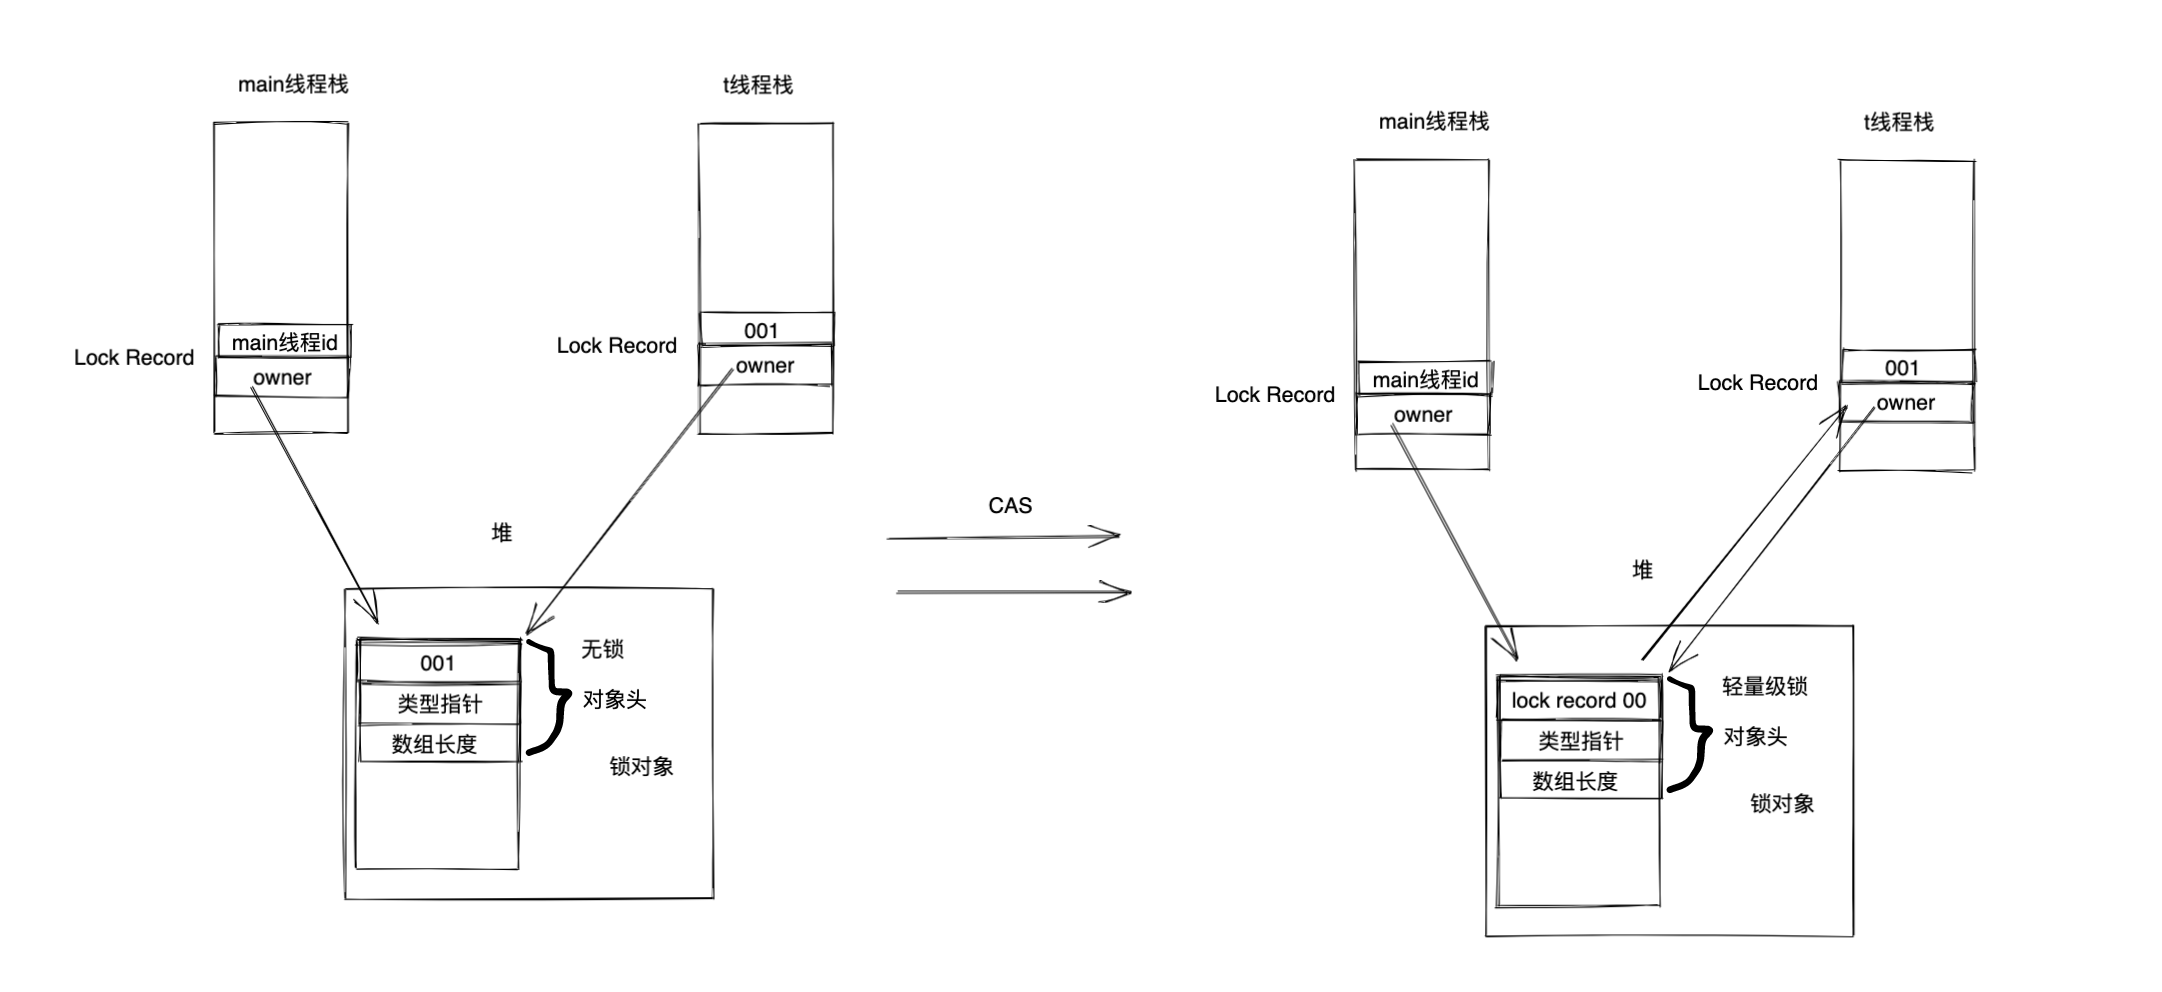 main线程栈
t线程栈
Lock Record
main线程id
owner
Lock Record
001
owner
堆
001
类型指针
数组长度
无锁
对象头
锁对象
CAS
main线程栈
t线程栈
Lock Record
main线程id
owner
Lock Record
001
owner
堆
lock record 00
类型指针
数组长度
轻量级锁
对象头
锁对象